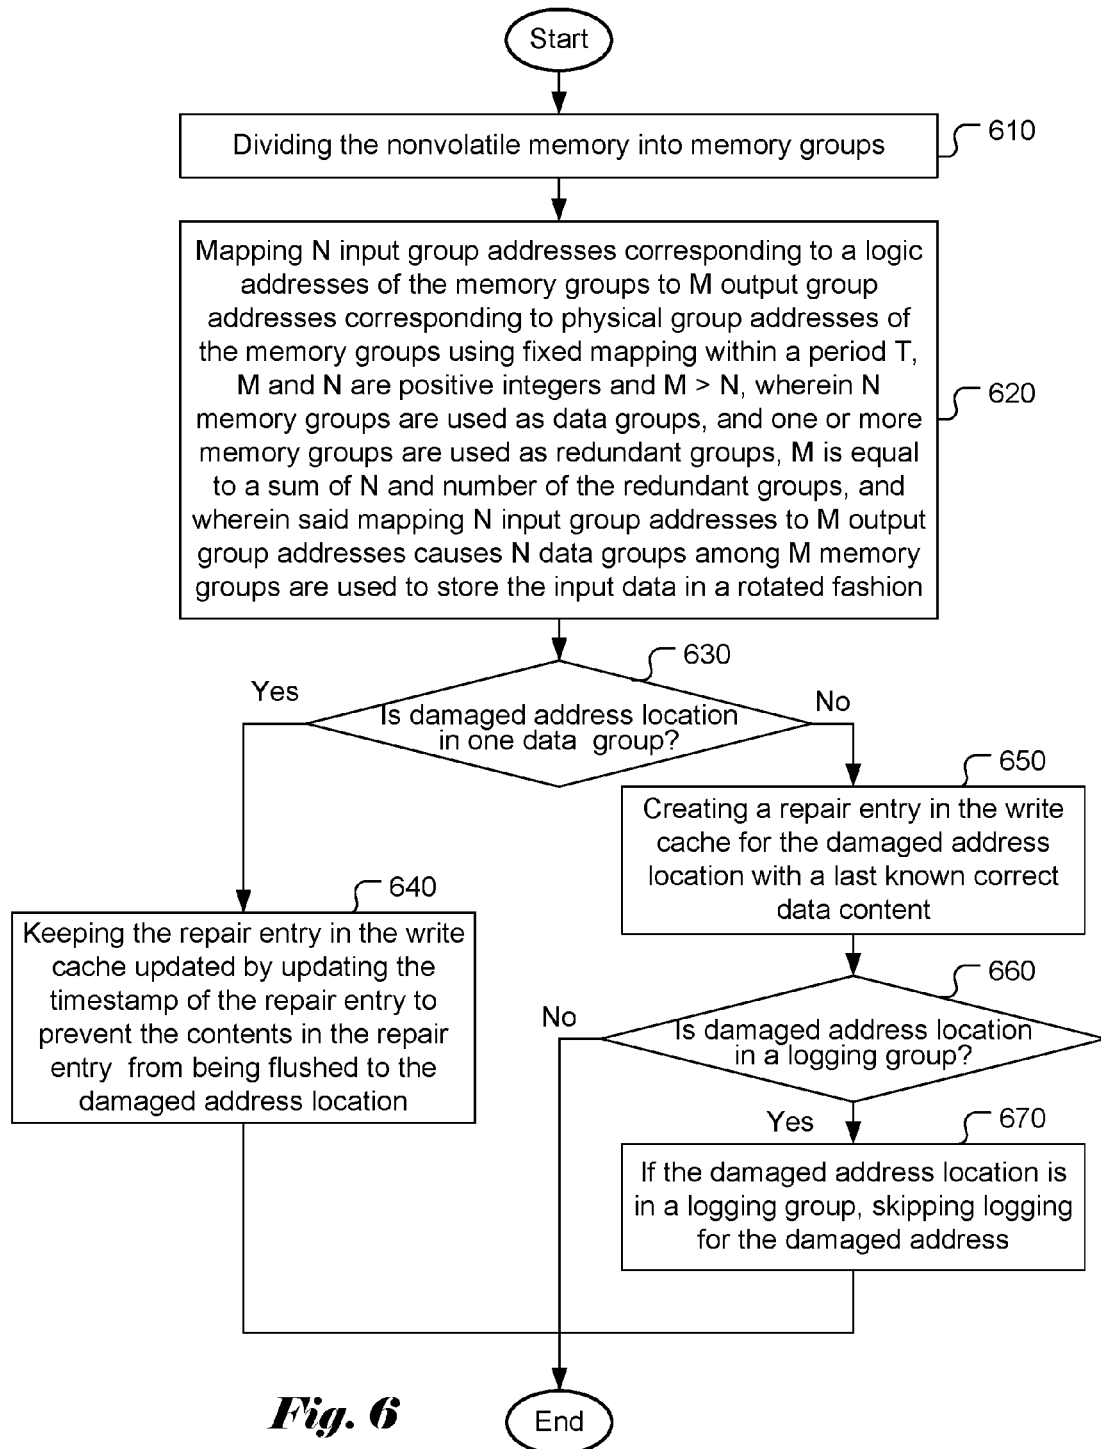 Start
Dividing the nonvolatile memory into memory groups
610
Mapping N input group addresses corresponding to a logic
addresses of the memory groups to M output group
addresses corresponding to physical group addresses of
the memory groups using fixed mapping within a period T,
M and N are positive integers and M > N, wherein N
memory groups are used as data groups, and one or more
memory groups are used as redundant groups, M is equal
to a sum of N and number of the redundant groups, and
wherein said mapping N input group addresses to M output
group addresses causes N data groups among M memory
groups are used to store the input data in a rotated fashion
620
630
Yes
Is damaged address location
in one data group?
No
650
Creating a repair entry in the write
cache for the damaged address
location with a last known correct
data content
640
Keeping the repair entry in the write
cache updated by updating the
timestamp of the repair entry to
prevent the contents in the repair
entry from being flushed to the
damaged address location
660
No
Is damaged address location
in a logging group?
Yes
670
If the damaged address location is
in a logging group, skipping logging
for the damaged address
Fig. 6
End